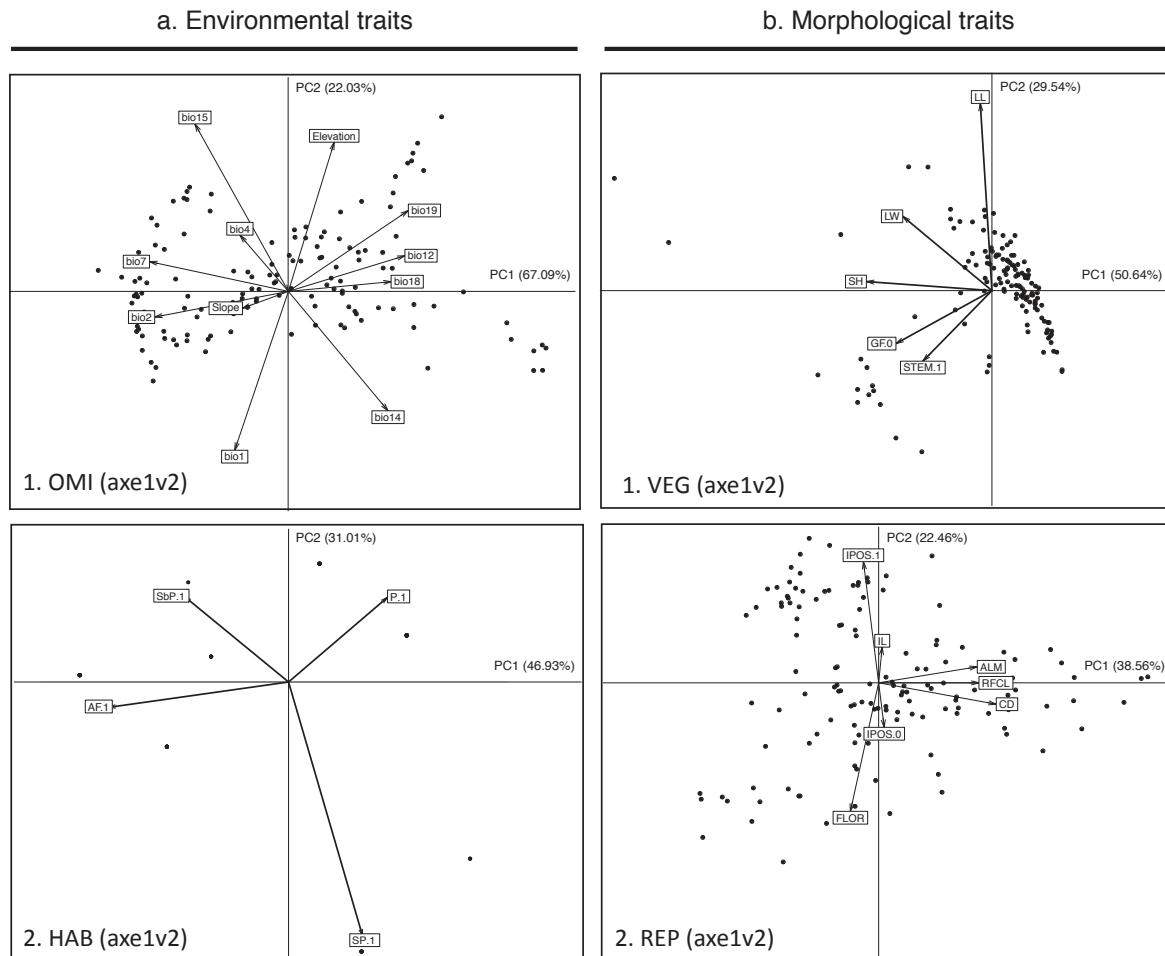 a. Environmental traits
b. Morphological traits
PC2 (22.03%)
bio15
Elevation
bio19
bio4
bio12
bio7
PC1 (67.09%)
bio18
Slope
bio2
bio14
bio1
1. OMI (axe1v2)
PC2 (29.54%)
LL
LW
PC1 (50.64%)
SH
GF.0
STEM.1
1. VEG (axe1v2)
PC2 (31.01%)
SbP.1
P.1
PC1 (46.93%)
AF.1
SP.1
2. HAB (axe1v2)
PC2 (22.46%)
IPOS.1
IL
ALM
PC1 (38.56%)
RFCL
CD
IPOS.0
FLOR
2. REP (axe1v2)